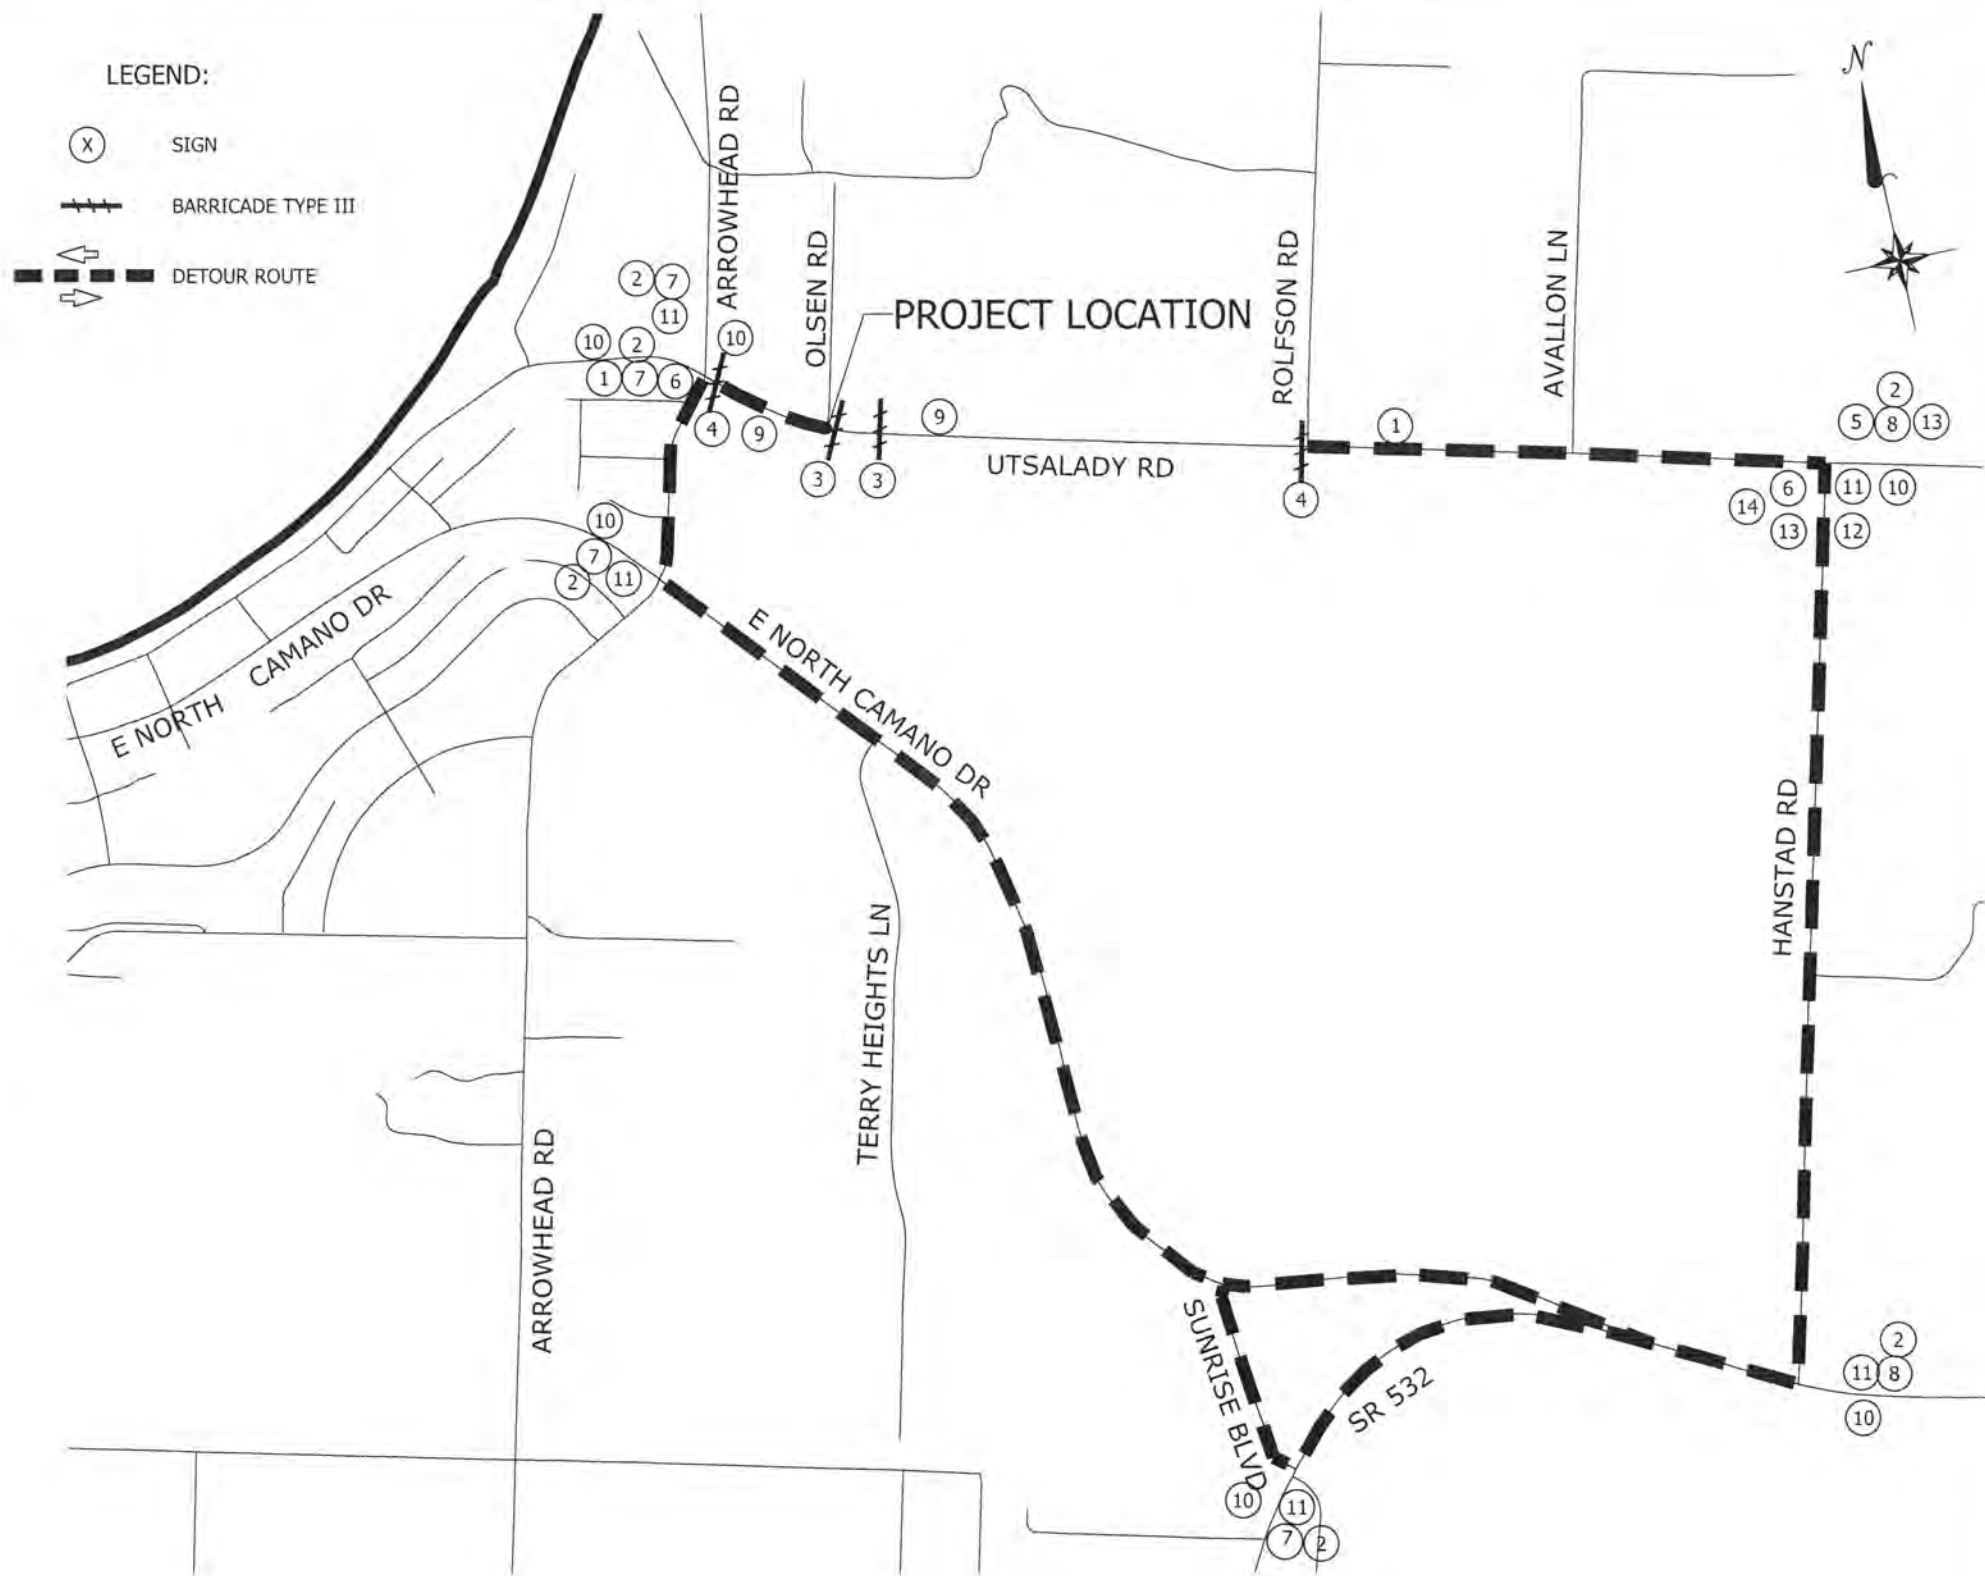 LEGEND:
X SIGN
BARRICADE TYPE III
DETOUR ROUTE
N
ARROWHEAD RD
OLSEN RD
PROJECT LOCATION
ROLFSON RD
AVALLON LN
2 7
11
10 2
1 7 6
10
4 9
3 3
9
UTSALADY RD
4
1
2
5 8 13
6 11 10
14
13 12
10
7
2 11
E NORTH CAMANO DR
E NORTH CAMANO DR
HANSTAD RD
TERRY HEIGHTS LN
ARROWHEAD RD
SUNRISE BLVD
SR 532
2
11 8
10
10 11
7 2